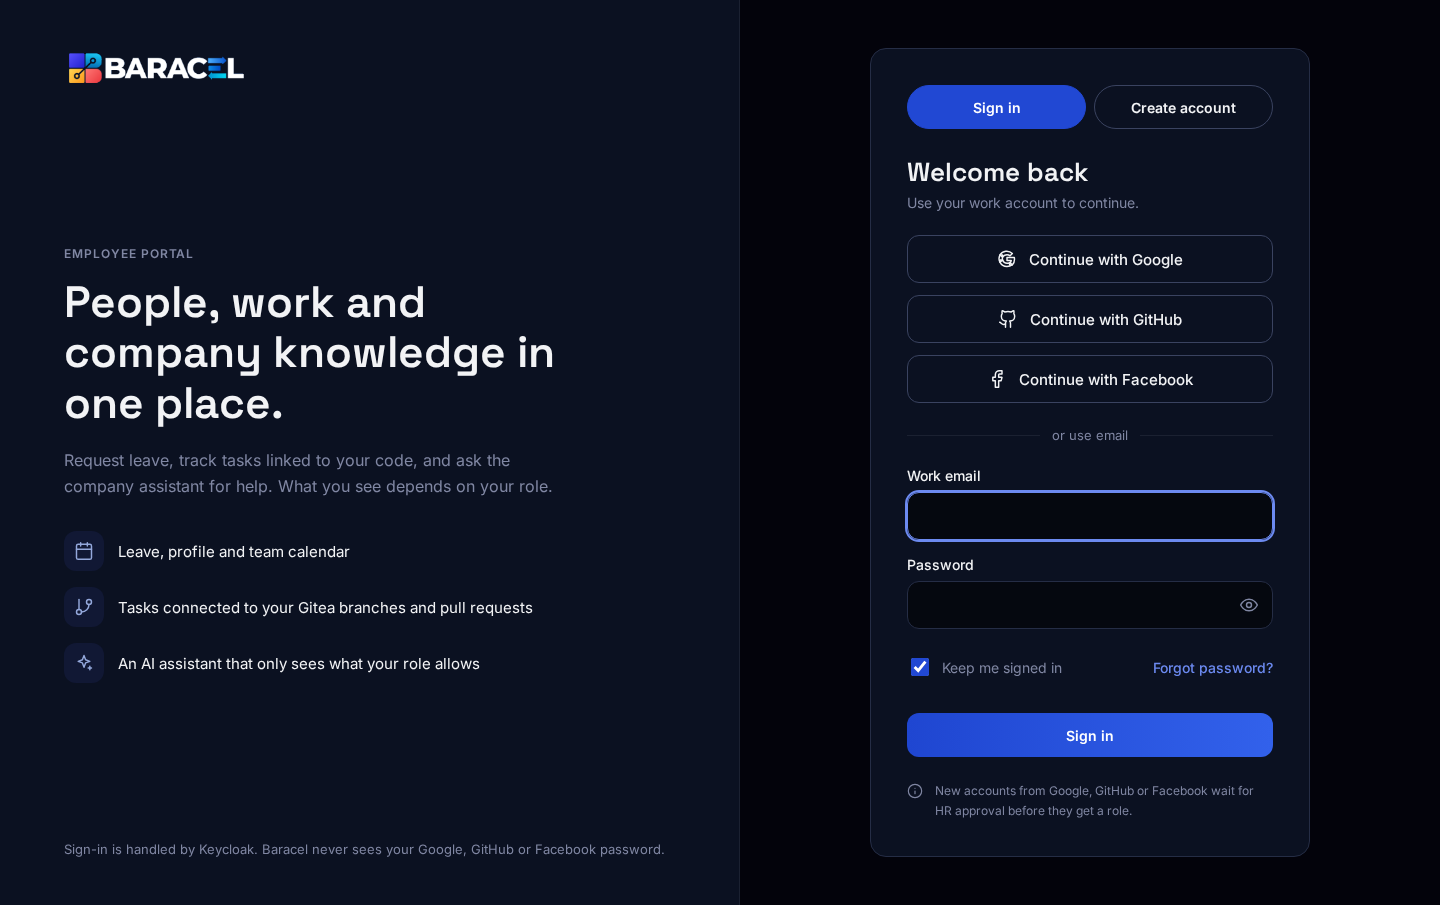 BARACEL
EMPLOYEE PORTAL
People, work and
company knowledge in
one place.
Request leave, track tasks linked to your code, and ask the
company assistant for help. What you see depends on your role.
Leave, profile and team calendar
Tasks connected to your Gitea branches and pull requests
An AI assistant that only sees what your role allows
Sign-in is handled by Keycloak. Baracel never sees your Google, GitHub or Facebook password.
Sign in
Create account
Welcome back
Use your work account to continue.
Continue with Google
Continue with GitHub
Continue with Facebook
or use email
Work email
Password
Keep me signed in
Forgot password?
Sign in
New accounts from Google, GitHub or Facebook wait for
HR approval before they get a role.